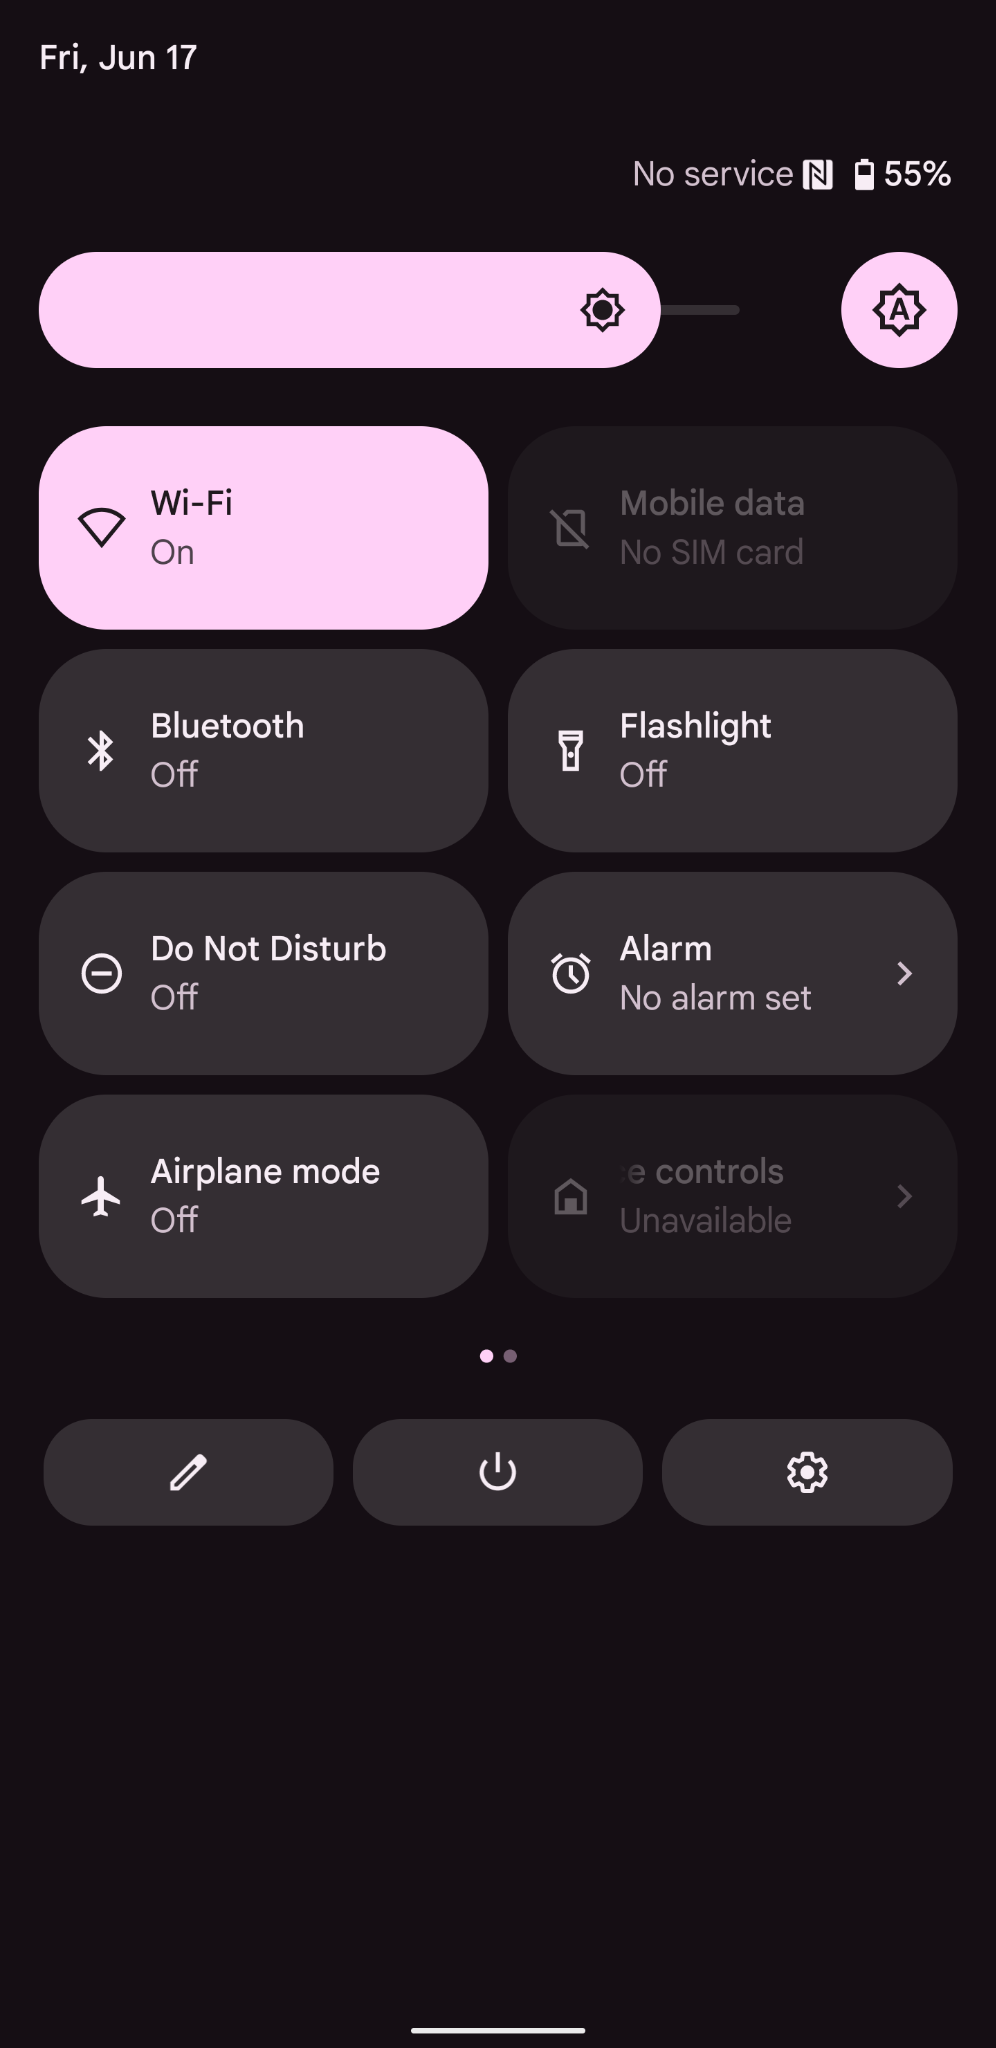 Fri, Jun 17
No service 55%
Wi-Fi
On
Mobile data
No SIM card
Bluetooth
Off
Flashlight
Off
Do Not Disturb
Off
Alarm
No alarm set
Airplane mode
Off
e controls
Unavailable